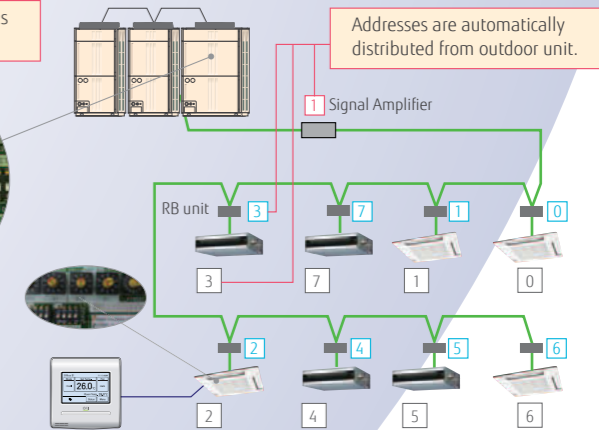 s
Addresses are automatically
distributed from outdoor unit.
1 Signal Amplifier
RB unit
3 7 1 0
3 7 1 0
2 4 5 6
26.0
2 4 5 6